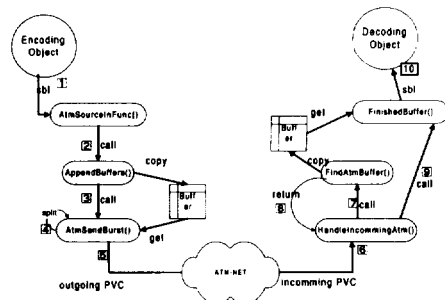 Encoding
Object
1
sbl
AtmSourceInFunc()
2
call
AppendBuffers()
copy
3
call
Buff
er
split
4
AtmSendBurst()
get
5
outgoing PVC
ATM-NET
incomming PVC
Decoding
Object
10
sbl
FinishedBuffer()
get
Buff
er
copy
FindAtmBuffer()
9
call
return
8
7
call
HandleIncommingAtm()
6